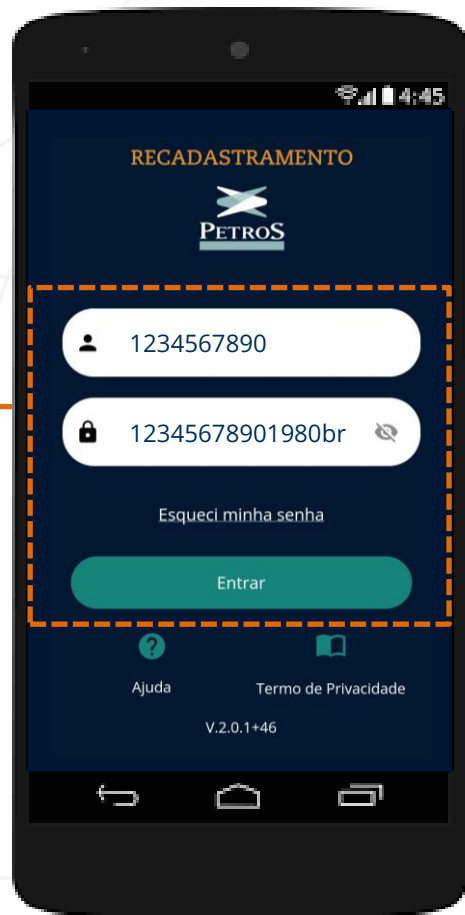 4:45
RECADASTRAMENTO
PETROS
1234567890
12345678901980br
Esqueci minha senha
Entrar
Ajuda
Termo de Privacidade
V.2.0.1+46